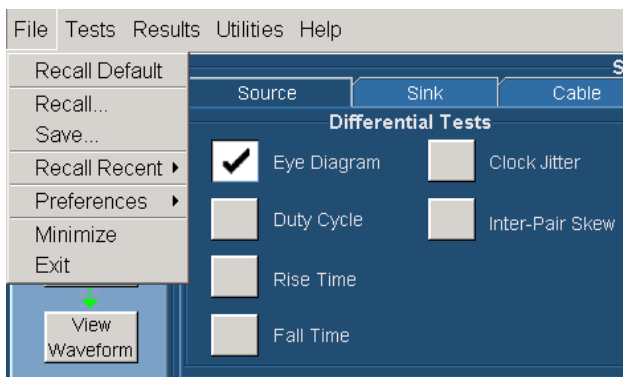 File Tests Results Utilities Help
Recall Default
Recall...
Save...
Recall Recent
Preferences
Minimize
Exit
View
Waveform
S
Source Sink Cable
Differential Tests
Eye Diagram Clock Jitter
Duty Cycle Inter-Pair Skew
Rise Time
Fall Time